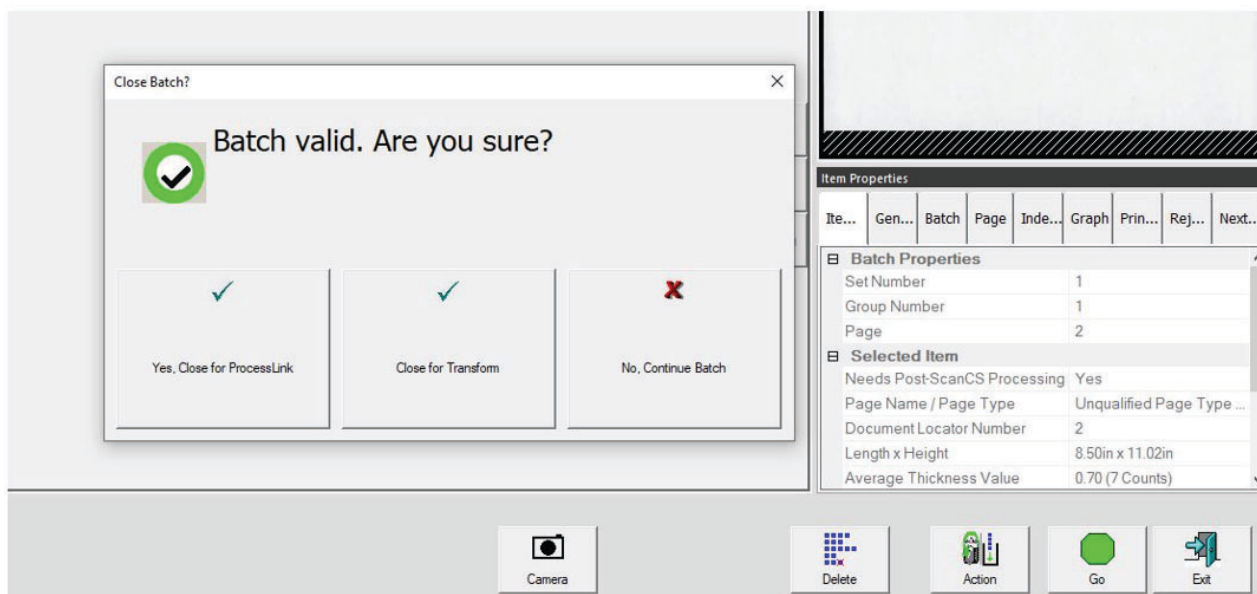 Close Batch?
Batch valid. Are you sure?
Yes, Close for ProcessLink
Close for Transform
No, Continue Batch
Item Properties
Ite... Gen... Batch Page Inde... Graph Prin... Rej... Next...
Batch Properties
Set Number 1
Group Number 1
Page 2
Selected Item
Needs Post-ScanCS Processing Yes
Page Name / Page Type Unqualified Page Type ...
Document Locator Number 2
Length x Height 8.50in x 11.02in
Average Thickness Value 0.70 (7 Counts)
Camera
Delete
Action
Go
Exit